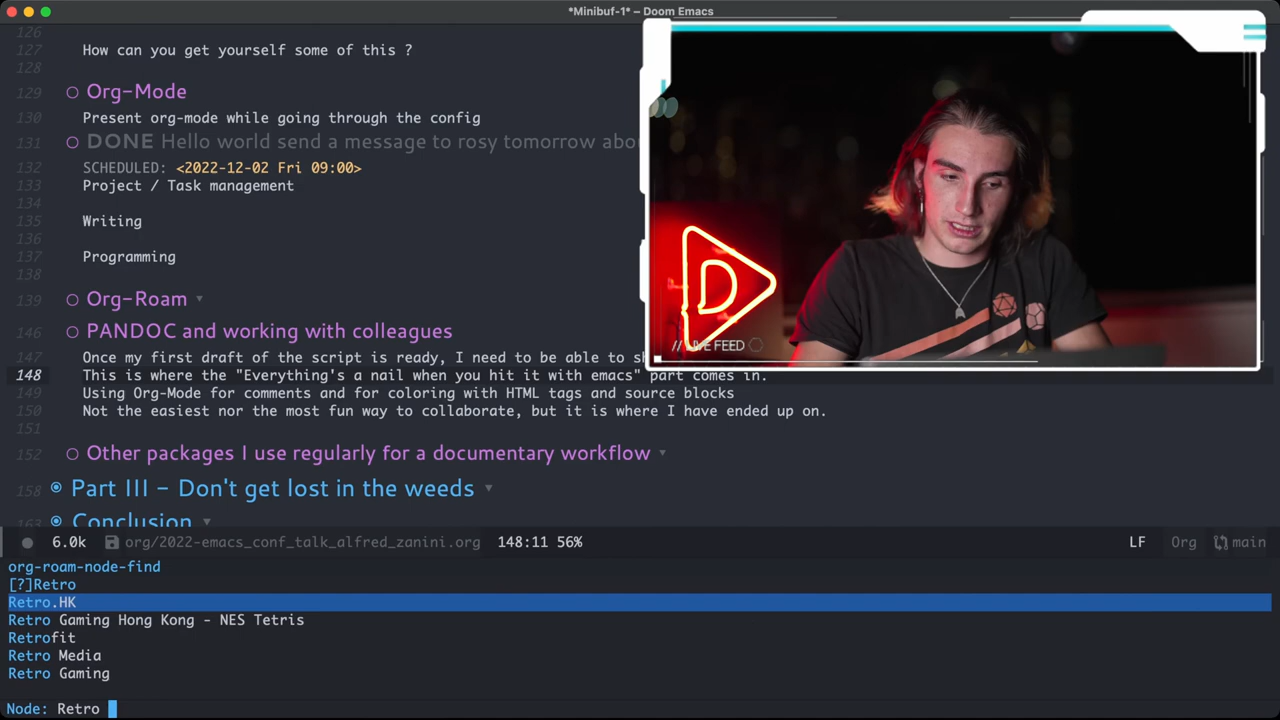 *Minibuf-1* – Doom Emacs
126
127 How can you get yourself some of this ?
128
129 Org-Mode
130 Present org-mode while going through the config
131 DONE Hello world send a message to rosy tomorrow abou
132 SCHEDULED: <2022-12-02 Fri 09:00>
133 Project / Task management
134
135 Writing
136
137 Programming
138
139 Org-Roam
146 PANDOC and working with colleagues
147 Once my first draft of the script is ready, I need to be able to sh
148 This is where the "Everything's a nail when you hit it with emacs" part comes in.
149 Using Org-Mode for comments and for coloring with HTML tags and source blocks
150 Not the easiest nor the most fun way to collaborate, but it is where I have ended up on.
151
152 Other packages I use regularly for a documentary workflow
158 Part III – Don't get lost in the weeds
163 Conclusion
D
// LIVE FEED
6.0k org/2022-emacs_conf_talk_alfred_zanini.org 148:11 56% LF Org main
org-roam-node-find
[?]Retro
Retro.HK
Retro Gaming Hong Kong - NES Tetris
Retrofit
Retro Media
Retro Gaming
Node: Retro